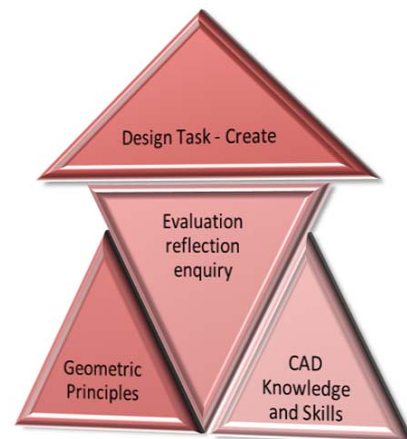 Design Task - Create
Evaluation
reflection
enquiry
Geometric
Principles
CAD
Knowledge
and Skills